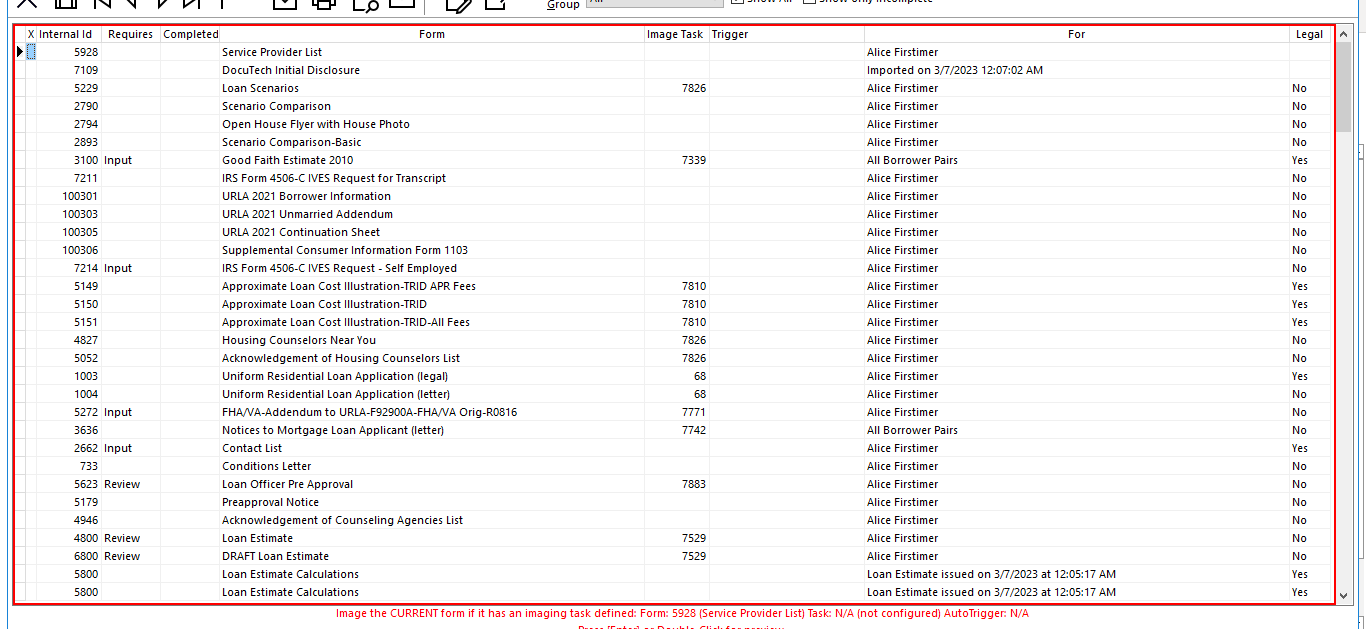 Group All Show All Show only incomplete
X Internal Id Requires Completed Form Image Task Trigger For Legal
5928 Service Provider List Alice Firstimer
7109 DocuTech Initial Disclosure Imported on 3/7/2023 12:07:02 AM
5229 Loan Scenarios 7826 Alice Firstimer No
2790 Scenario Comparison Alice Firstimer No
2794 Open House Flyer with House Photo Alice Firstimer No
2893 Scenario Comparison-Basic Alice Firstimer No
3100 Input Good Faith Estimate 2010 7339 All Borrower Pairs Yes
7211 IRS Form 4506-C IVES Request for Transcript Alice Firstimer No
100301 URLA 2021 Borrower Information Alice Firstimer No
100303 URLA 2021 Unmarried Addendum Alice Firstimer No
100305 URLA 2021 Continuation Sheet Alice Firstimer No
100306 Supplemental Consumer Information Form 1103 Alice Firstimer No
7214 Input IRS Form 4506-C IVES Request - Self Employed Alice Firstimer No
5149 Approximate Loan Cost Illustration-TRID APR Fees 7810 Alice Firstimer Yes
5150 Approximate Loan Cost Illustration-TRID 7810 Alice Firstimer Yes
5151 Approximate Loan Cost Illustration-TRID-All Fees 7810 Alice Firstimer Yes
4827 Housing Counselors Near You 7826 Alice Firstimer No
5052 Acknowledgement of Housing Counselors List 7826 Alice Firstimer No
1003 Uniform Residential Loan Application (legal) 68 Alice Firstimer Yes
1004 Uniform Residential Loan Application (letter) 68 Alice Firstimer No
5272 Input FHA/VA-Addendum to URLA-F92900A-FHA/VA Orig-R0816 7771 Alice Firstimer No
3636 Notices to Mortgage Loan Applicant (letter) 7742 All Borrower Pairs No
2662 Input Contact List Alice Firstimer Yes
733 Conditions Letter Alice Firstimer No
5623 Review Loan Officer Pre Approval 7883 Alice Firstimer No
5179 Preapproval Notice Alice Firstimer No
4946 Acknowledgement of Counseling Agencies List Alice Firstimer No
4800 Review Loan Estimate 7529 Alice Firstimer No
6800 Review DRAFT Loan Estimate 7529 Alice Firstimer No
5800 Loan Estimate Calculations Loan Estimate issued on 3/7/2023 at 12:05:17 AM Yes
5800 Loan Estimate Calculations Loan Estimate issued on 3/7/2023 at 12:05:17 AM Yes
Image the CURRENT form if it has an imaging task defined: Form: 5928 (Service Provider List) Task: N/A (not configured) AutoTrigger: N/A
Press [Enter] or Double-Click for preview